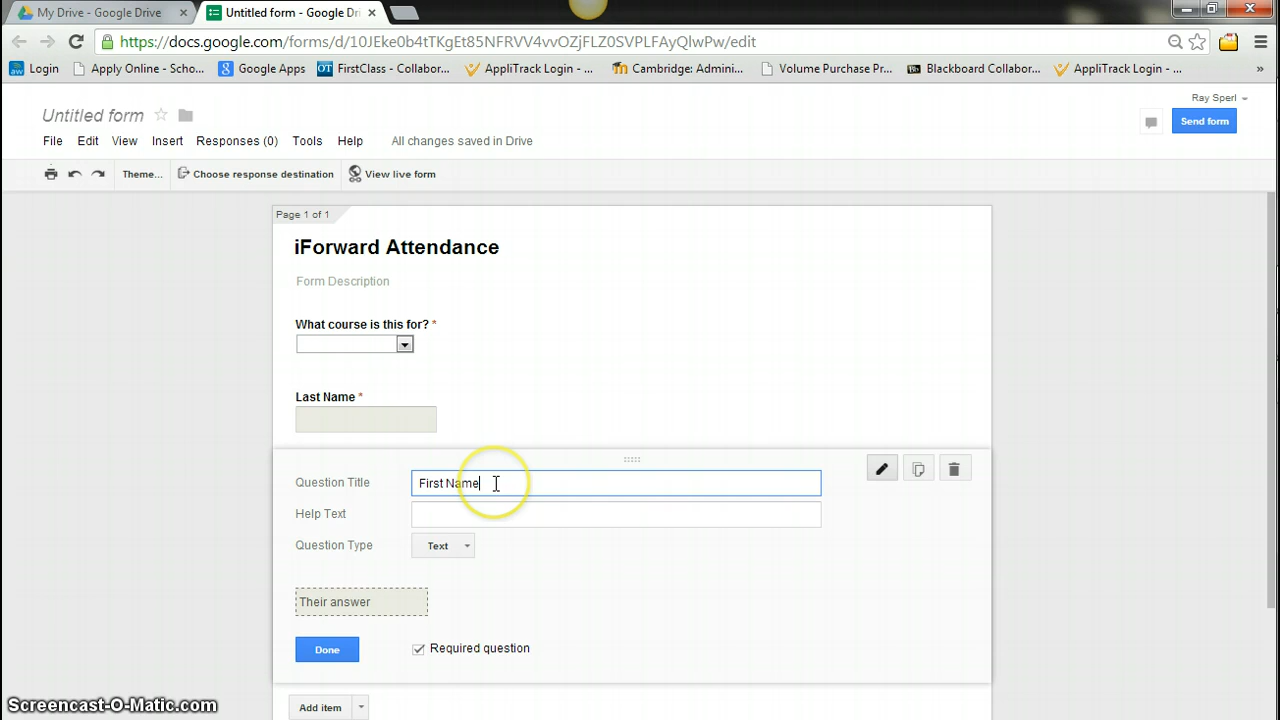 My Drive - Google Drive
Untitled form - Google Dri
https://docs.google.com/forms/d/10JEke0b4tTKgEt85NFRVV4vvOZjFLZ0SVPLFAyQlwPw/edit
aw Login Apply Online - Scho... Google Apps OT FirstClass - Collabor... AppliTrack Login - ... Cambridge: Admini... Volume Purchase Pr... Bb Blackboard Collabor... AppliTrack Login - ... »
Ray Sperl
Untitled form
Send form
File Edit View Insert Responses (0) Tools Help All changes saved in Drive
Theme... Choose response destination View live form
Page 1 of 1
iForward Attendance
Form Description
What course is this for? *
Last Name *
Question Title First Name
Help Text
Question Type Text
Their answer
Done Required question
Add item
Screencast-O-Matic.com